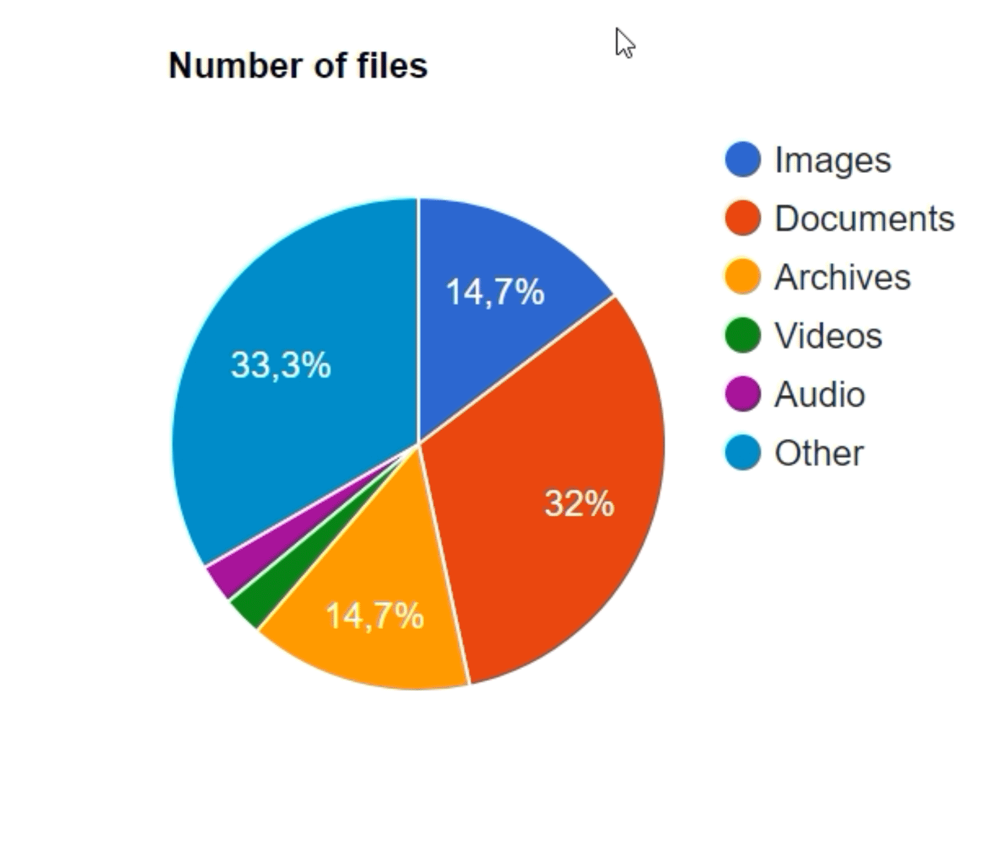 Number of files
Images
Documents
Archives
Videos
Audio
Other
14,7%
33,3%
32%
14,7%